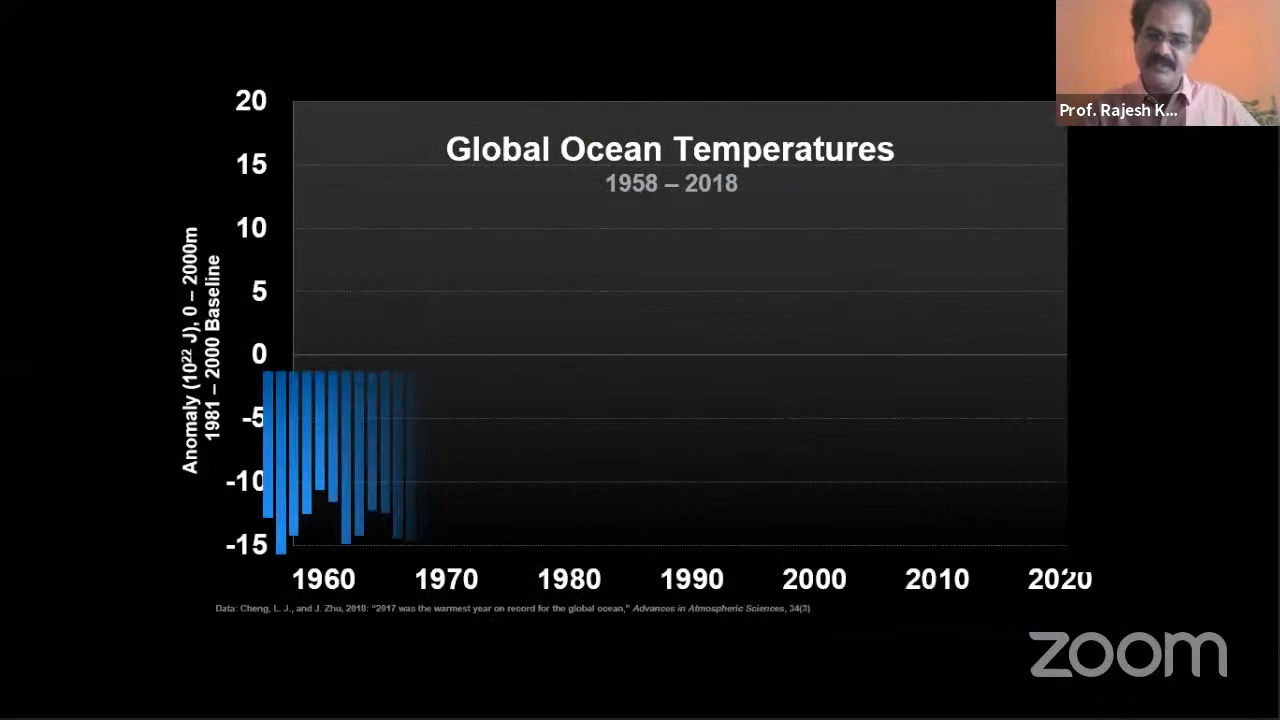 Prof. Rajesh K...
Global Ocean Temperatures
1958 – 2018
Anomaly (10²² J), 0 – 2000m
1981 – 2000 Baseline
20
15
10
5
0
-5
-10
-15
1960 1970 1980 1990 2000 2010 2020
Data: Cheng, L. J., and J. Zhu, 2018: “2017 was the warmest year on record for the global ocean,” Advances in Atmospheric Sciences, 34(3)
zoom